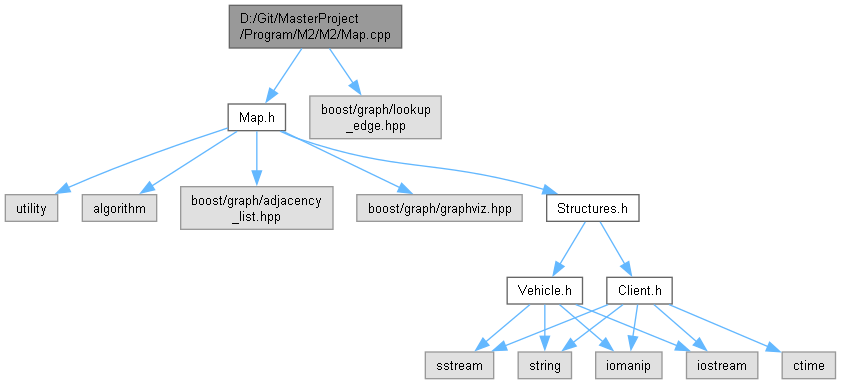 D:/Git/MasterProject
/Program/M2/M2/Map.cpp
Map.h
boost/graph/lookup
_edge.hpp
utility
algorithm
boost/graph/adjacency
_list.hpp
boost/graph/graphviz.hpp
Structures.h
Vehicle.h
Client.h
sstream
string
iomanip
iostream
ctime